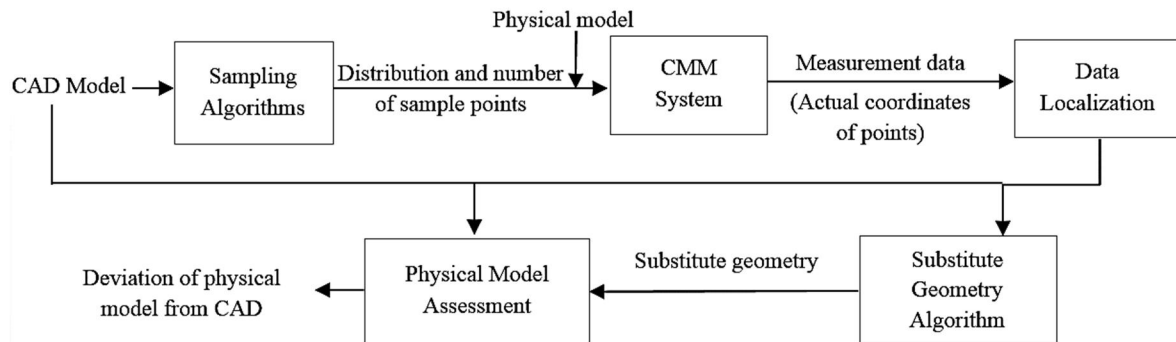 Physical model
CAD Model
Sampling
Algorithms
Distribution and number
of sample points
CMM
System
Measurement data
(Actual coordinates
of points)
Data
Localization
Deviation of physical
model from CAD
Physical Model
Assessment
Substitute geometry
Substitute
Geometry
Algorithm